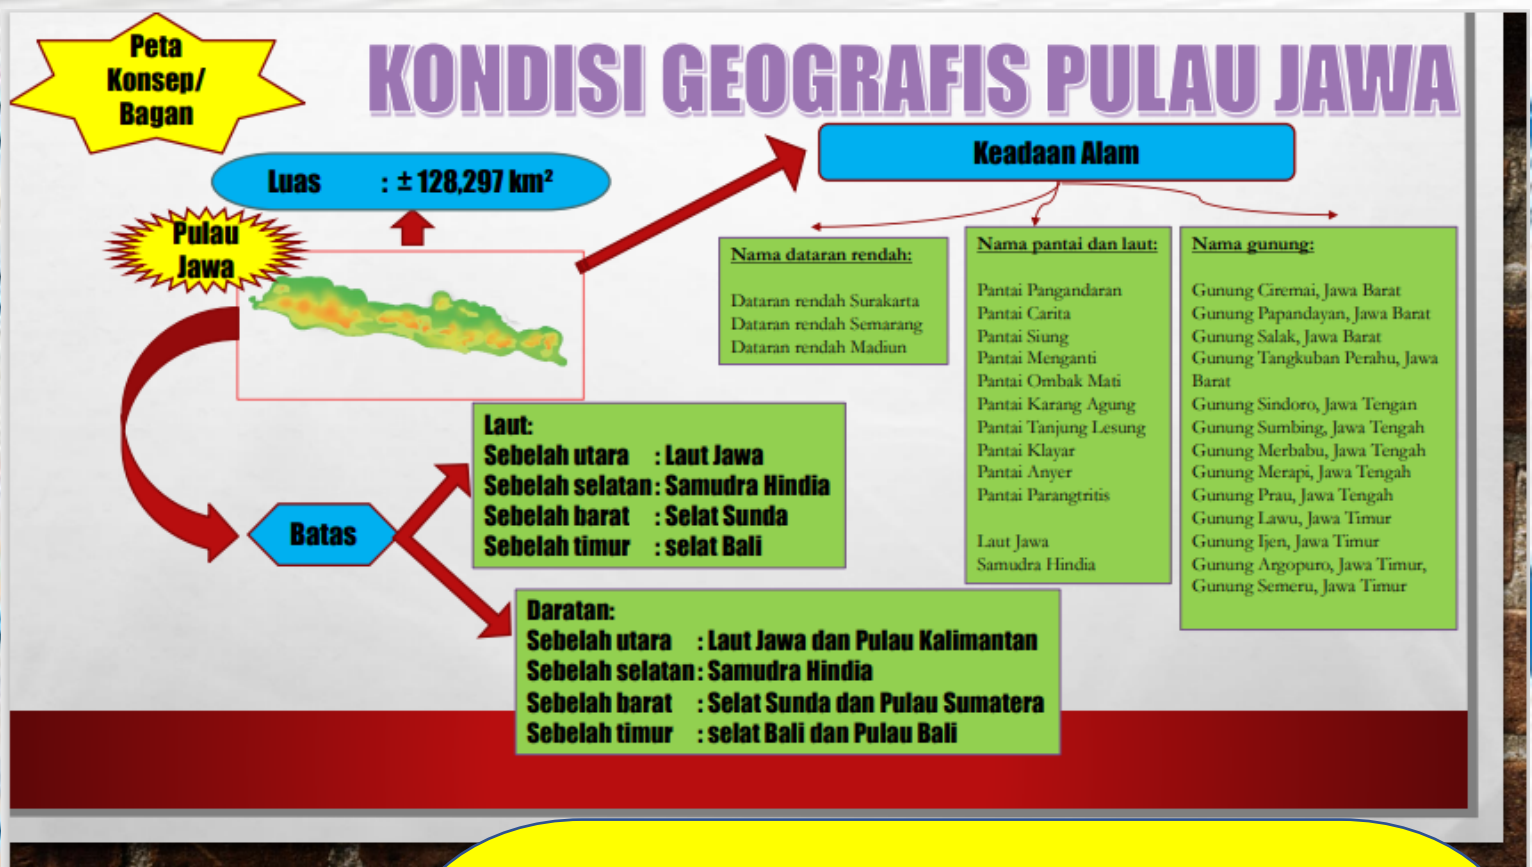 Peta
Konsep/
Bagan
KONDISI GEOGRAFIS PULAU JAWA
Luas : ± 128,297 km²
Pulau
Jawa
Keadaan Alam
Nama dataran rendah:
Dataran rendah Surakarta
Dataran rendah Semarang
Dataran rendah Madiun
Nama pantai dan laut:
Pantai Pangandaran
Pantai Carita
Pantai Siung
Pantai Menganti
Pantai Ombak Mati
Pantai Karang Agung
Pantai Tanjung Lesung
Pantai Klayar
Pantai Anyer
Pantai Parangtritis
Laut Jawa
Samudra Hindia
Nama gunung:
Gunung Ciremai, Jawa Barat
Gunung Papandayan, Jawa Barat
Gunung Salak, Jawa Barat
Gunung Tangkuban Perahu, Jawa
Barat
Gunung Sindoro, Jawa Tengan
Gunung Sumbing, Jawa Tengah
Gunung Merbabu, Jawa Tengah
Gunung Merapi, Jawa Tengah
Gunung Prau, Jawa Tengah
Gunung Lawu, Jawa Timur
Gunung Ijen, Jawa Timur
Gunung Argopuro, Jawa Timur,
Gunung Semeru, Jawa Timur
Batas
Laut:
Sebelah utara : Laut Jawa
Sebelah selatan : Samudra Hindia
Sebelah barat : Selat Sunda
Sebelah timur : selat Bali
Daratan:
Sebelah utara : Laut Jawa dan Pulau Kalimantan
Sebelah selatan : Samudra Hindia
Sebelah barat : Selat Sunda dan Pulau Sumatera
Sebelah timur : selat Bali dan Pulau Bali